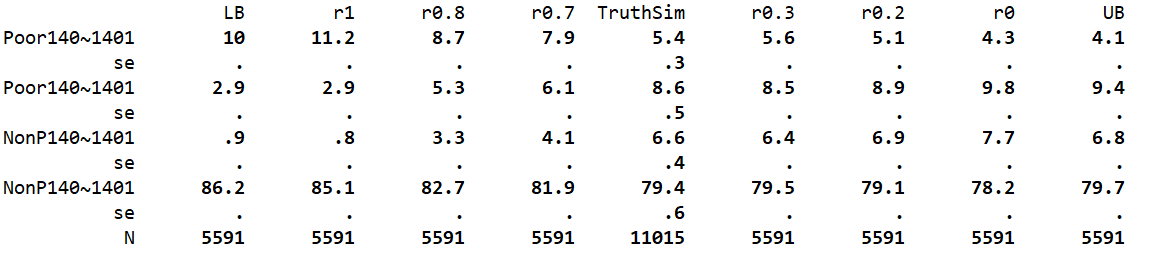 LB r1 r0.8 r0.7 TruthSim r0.3 r0.2 r0 UB
Poor140~1401 10 11.2 8.7 7.9 5.4 5.6 5.1 4.3 4.1
se . . . . .3 . . . .
Poor140~1401 2.9 2.9 5.3 6.1 8.6 8.5 8.9 9.8 9.4
se . . . . .5 . . . .
NonP140~1401 .9 .8 3.3 4.1 6.6 6.4 6.9 7.7 6.8
se . . . . .4 . . . .
NonP140~1401 86.2 85.1 82.7 81.9 79.4 79.5 79.1 78.2 79.7
se . . . . .6 . . . .
N 5591 5591 5591 5591 11015 5591 5591 5591 5591